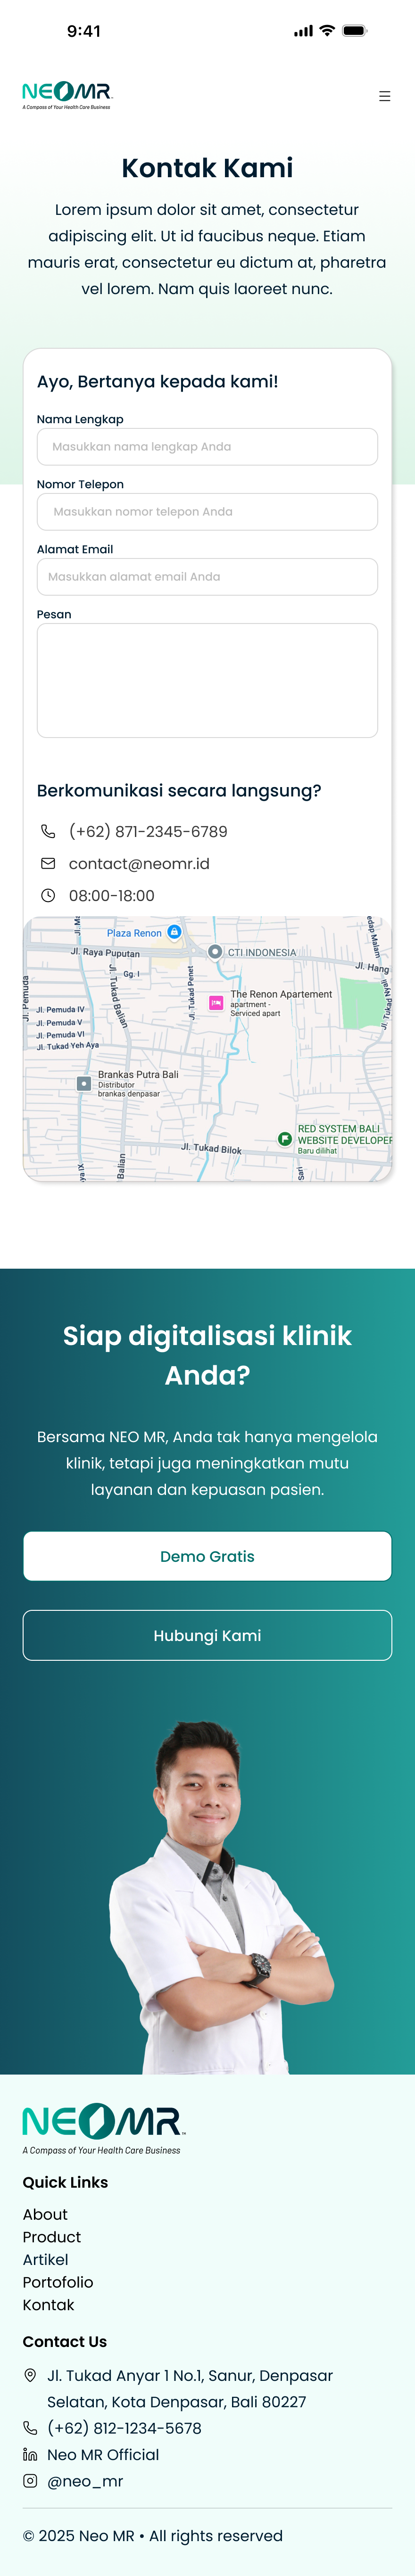 9:41
NEOMR
A Compass of Your Health Care Business
Kontak Kami
Lorem ipsum dolor sit amet, consectetur
adipiscing elit. Ut id faucibus neque. Etiam
mauris erat, consectetur eu dictum at, pharetra
vel lorem. Nam quis laoreet nunc.
Ayo, Bertanya kepada kami!
Nama Lengkap
Masukkan nama lengkap Anda
Nomor Telepon
Masukkan nomor telepon Anda
Alamat Email
Masukkan alamat email Anda
Pesan
Berkomunikasi secara langsung?
(+62) 871-2345-6789
contact@neomr.id
08:00-18:00
Plaza Renon
Jl. Raya Puputan
CTI INDONESIA
Jl. Hang
Gg. I
Jl. Tukad Balian
Jl. Tukad Penet
Jl. Pemuda
The Renon Apartement
apartment -
Serviced apart
Jl. Pemuda IV
Jl. Pemuda V
Jl. Pemuda VI
Jl. Tukad Yeh Aya
Brankas Putra Bali
Distributor
brankas denpasar
RED SYSTEM BALI
WEBSITE DEVELOPER
Baru dilihat
Jl. Tukad Bilok
Balian
Sari
Siap digitalisasi klinik
Anda?
Bersama NEO MR, Anda tak hanya mengelola
klinik, tetapi juga meningkatkan mutu
layanan dan kepuasan pasien.
Demo Gratis
Hubungi Kami
NEOMR™
A Compass of Your Health Care Business
Quick Links
About
Product
Artikel
Portofolio
Kontak
Contact Us
Jl. Tukad Anyar 1 No.1, Sanur, Denpasar
Selatan, Kota Denpasar, Bali 80227
(+62) 812-1234-5678
Neo MR Official
@neo_mr
© 2025 Neo MR • All rights reserved